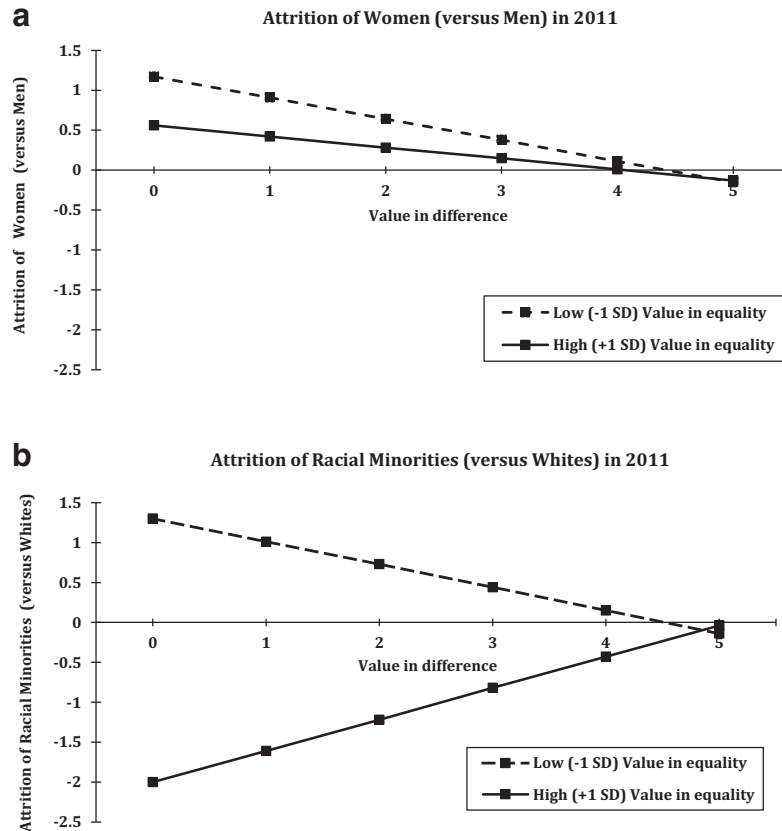 a
Attrition of Women (versus Men) in 2011
Attrition of Women (versus Men)
1.5
1
0.5
0
-0.5
-1
-1.5
-2
-2.5
0 1 2 3 4 5
Value in difference
Low (-1 SD) Value in equality
High (+1 SD) Value in equality
b
Attrition of Racial Minorities (versus Whites) in 2011
Attrition of Racial Minorities (versus Whites)
1.5
1
0.5
0
-0.5
-1
-1.5
-2
-2.5
0 1 2 3 4 5
Value in difference
Low (-1 SD) Value in equality
High (+1 SD) Value in equality